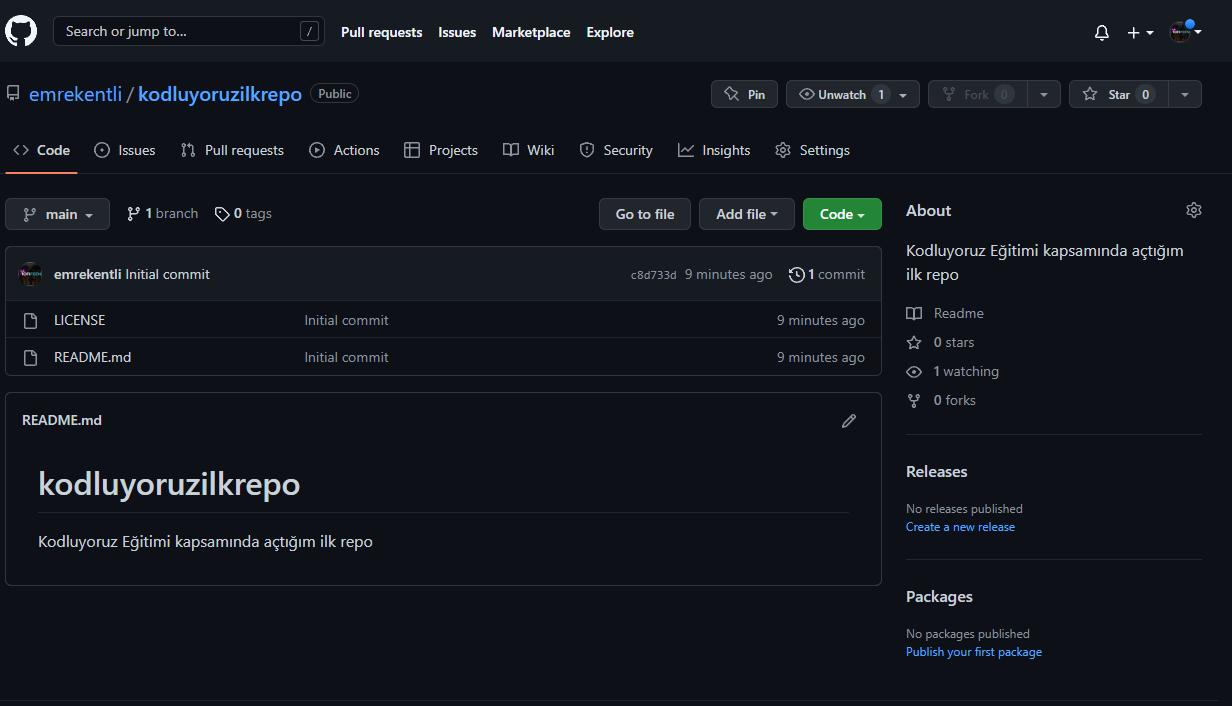 Search or jump to... /
Pull requests Issues Marketplace Explore
emrekentli / kodluyoruzilkrepo Public
Pin Unwatch 1 Fork 0 Star 0
Code Issues Pull requests Actions Projects Wiki Security Insights Settings
main 1 branch 0 tags Go to file Add file Code
emrekentli Initial commit c8d733d 9 minutes ago 1 commit
LICENSE Initial commit 9 minutes ago
README.md Initial commit 9 minutes ago
README.md
kodluyoruzilkrepo
Kodluyoruz Eğitimi kapsamında açtığım ilk repo
About
Kodluyoruz Eğitimi kapsamında açtığım
ilk repo
Readme
0 stars
1 watching
0 forks
Releases
No releases published
Create a new release
Packages
No packages published
Publish your first package